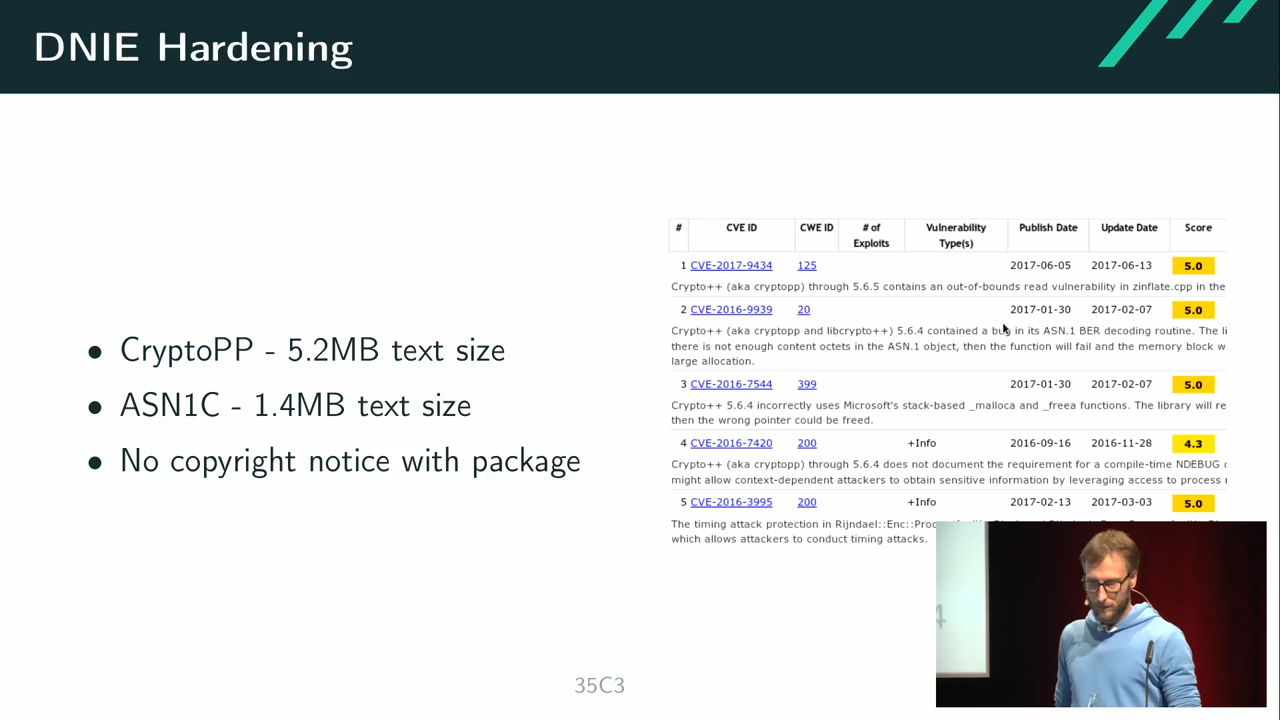 DNIE Hardening
• CryptoPP - 5.2MB text size
• ASN1C - 1.4MB text size
• No copyright notice with package
# CVE ID CWE ID # of Exploits Vulnerability Type(s) Publish Date Update Date Score
1 CVE-2017-9434 125 2017-06-05 2017-06-13 5.0
Crypto++ (aka cryptopp) through 5.6.5 contains an out-of-bounds read vulnerability in zinflate.cpp in the
2 CVE-2016-9939 20 2017-01-30 2017-02-07 5.0
Crypto++ (aka cryptopp and libcrypto++) 5.6.4 contained a bug in its ASN.1 BER decoding routine. The li
there is not enough content octets in the ASN.1 object, then the function will fail and the memory block w
large allocation.
3 CVE-2016-7544 399 2017-01-30 2017-02-07 5.0
Crypto++ 5.6.4 incorrectly uses Microsoft's stack-based _malloca and _freea functions. The library will re
then the wrong pointer could be freed.
4 CVE-2016-7420 200 +Info 2016-09-16 2016-11-28 4.3
Crypto++ (aka cryptopp) through 5.6.4 does not document the requirement for a compile-time NDEBUG
might allow context-dependent attackers to obtain sensitive information by leveraging access to process
5 CVE-2016-3995 200 +Info 2017-02-13 2017-03-03 5.0
The timing attack protection in Rijndael::Enc::
which allows attackers to conduct timing attacks.
35C3